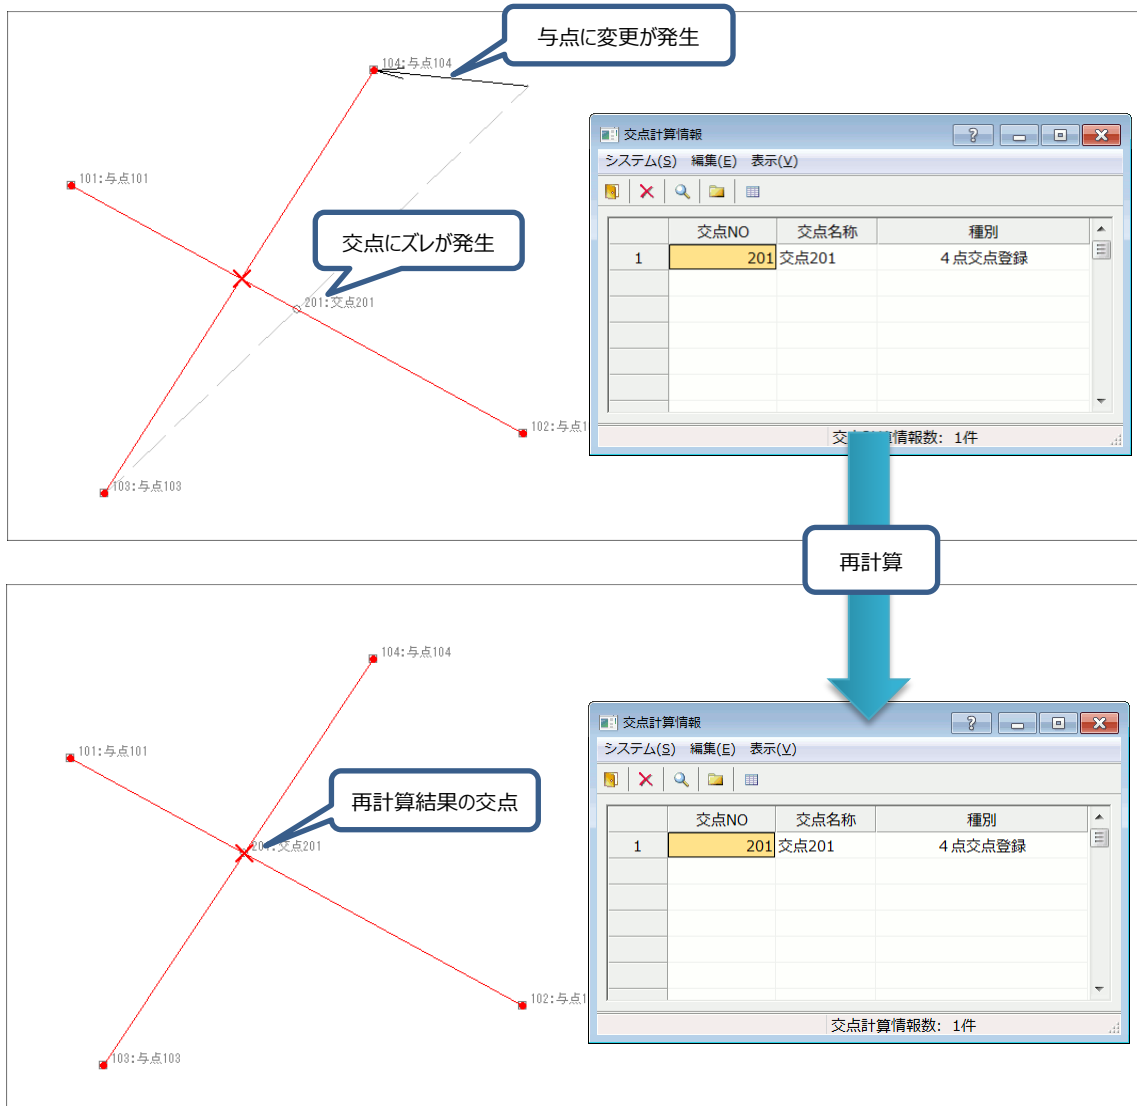 与点に変更が発生
104:与点104
101:与点101
交点にズレが発生
201:交点201
102:与点1
103:与点103
交点計算情報
システム(S) 編集(E) 表示(V)
交点NO 交点名称 種別
1 201 交点201 4点交点登録
交 情報数: 1件
再計算
104:与点104
101:与点101
再計算結果の交点
201:交点201
102:与点1
103:与点103
交点計算情報
システム(S) 編集(E) 表示(V)
交点NO 交点名称 種別
1 201 交点201 4点交点登録
交点計算情報数: 1件